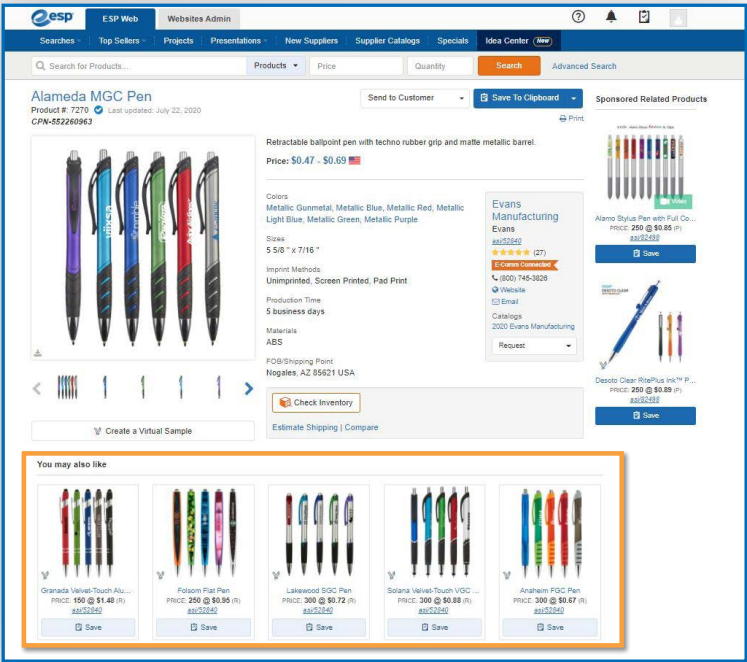 esp
ESP Web
Websites Admin
Searches
Top Sellers
Projects
Presentations
New Suppliers
Supplier Catalogs
Specials
Idea Center New
Search for Products...
Products
Price
Quantity
Search
Advanced Search
Alameda MGC Pen
Product #: 7270 Last updated: July 22, 2020
CPN-552260963
Send to Customer
Save To Clipboard
Print
Retractable ballpoint pen with techno rubber grip and matte metallic barrel.
Price: $0.47 - $0.69
Colors
Metallic Gunmetal, Metallic Blue, Metallic Red, Metallic
Light Blue, Metallic Green, Metallic Purple
Sizes
5 5/8 " x 7/16 "
Imprint Methods
Unimprinted, Screen Printed, Pad Print
Production Time
5 business days
Materials
ABS
FOB/Shipping Point
Nogales, AZ 85621 USA
Evans
Manufacturing
Evans
asi/52840
(27)
E-Comm Connected
(800) 745-3826
Website
Email
Catalogs
2020 Evans Manufacturing
Request
Check Inventory
Estimate Shipping | Compare
Create a Virtual Sample
Sponsored Related Products
Video
Alamo Stylus Pen with Full Co...
PRICE: 250 @ $0.85 (P)
asi/82498
Save
DESOTO CLEAR
Desoto Clear RitePlus Ink™ P...
PRICE: 250 @ $0.89 (P)
asi/82498
Save
You may also like
Granada Velvet-Touch Alu...
PRICE: 150 @ $1.48 (R)
asi/52840
Save
Folsom Flat Pen
PRICE: 250 @ $0.95 (R)
asi/52840
Save
Lakewood SGC Pen
PRICE: 300 @ $0.72 (R)
asi/52840
Save
Solana Velvet-Touch VGC ...
PRICE: 300 @ $0.88 (R)
asi/52840
Save
Anaheim FGC Pen
PRICE: 300 @ $0.67 (R)
asi/52840
Save